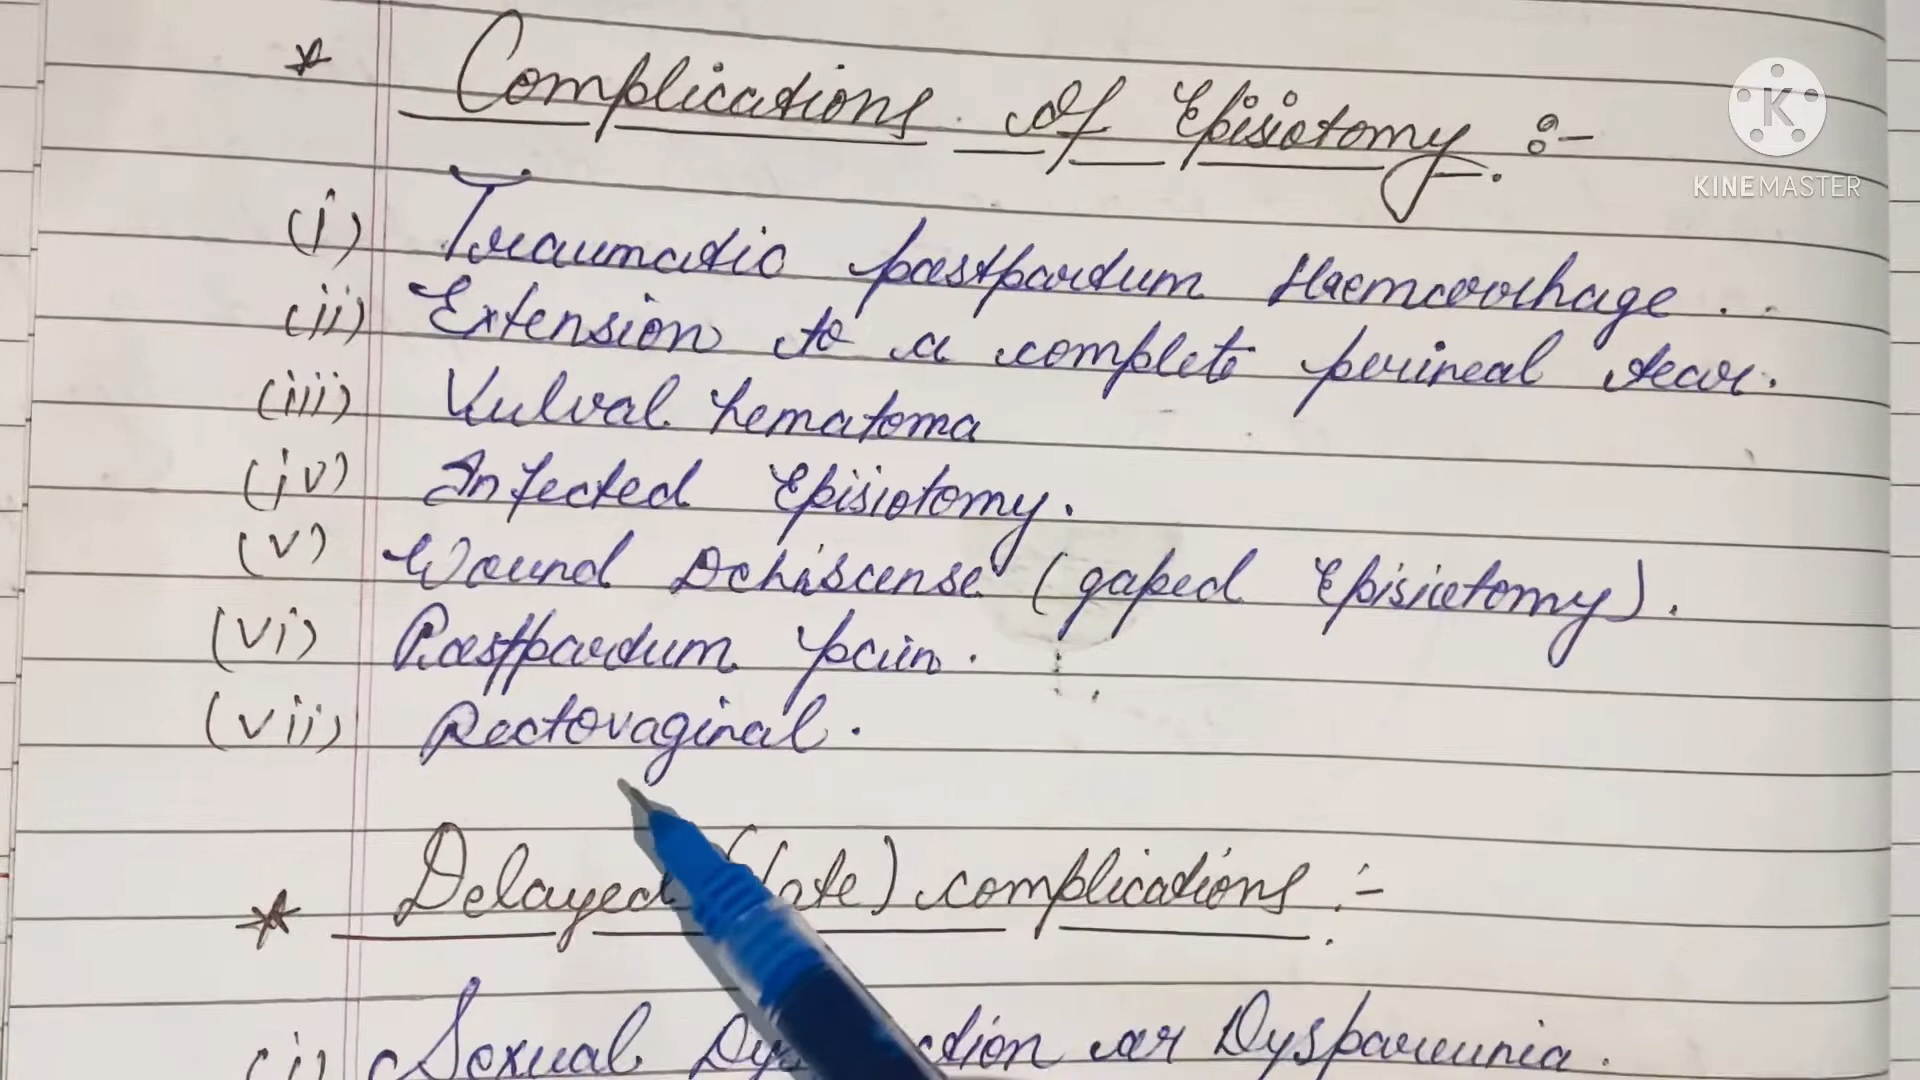 * Complications of Episiotomy :-
KINEMASTER
(i) Traumatic postpartum Haemorrhage ..
(ii) Extension to a complete perineal tear.
(iii) Vulval hematoma
(iv) Infected Episiotomy.
(v) Wound Dehiscense (gaped Episiotomy).
(vi) Postpartum pain.
(vii) Rectovaginal.
* Delayed (late) complications :-
(i) Sexual Dysfunction or Dyspareunia.